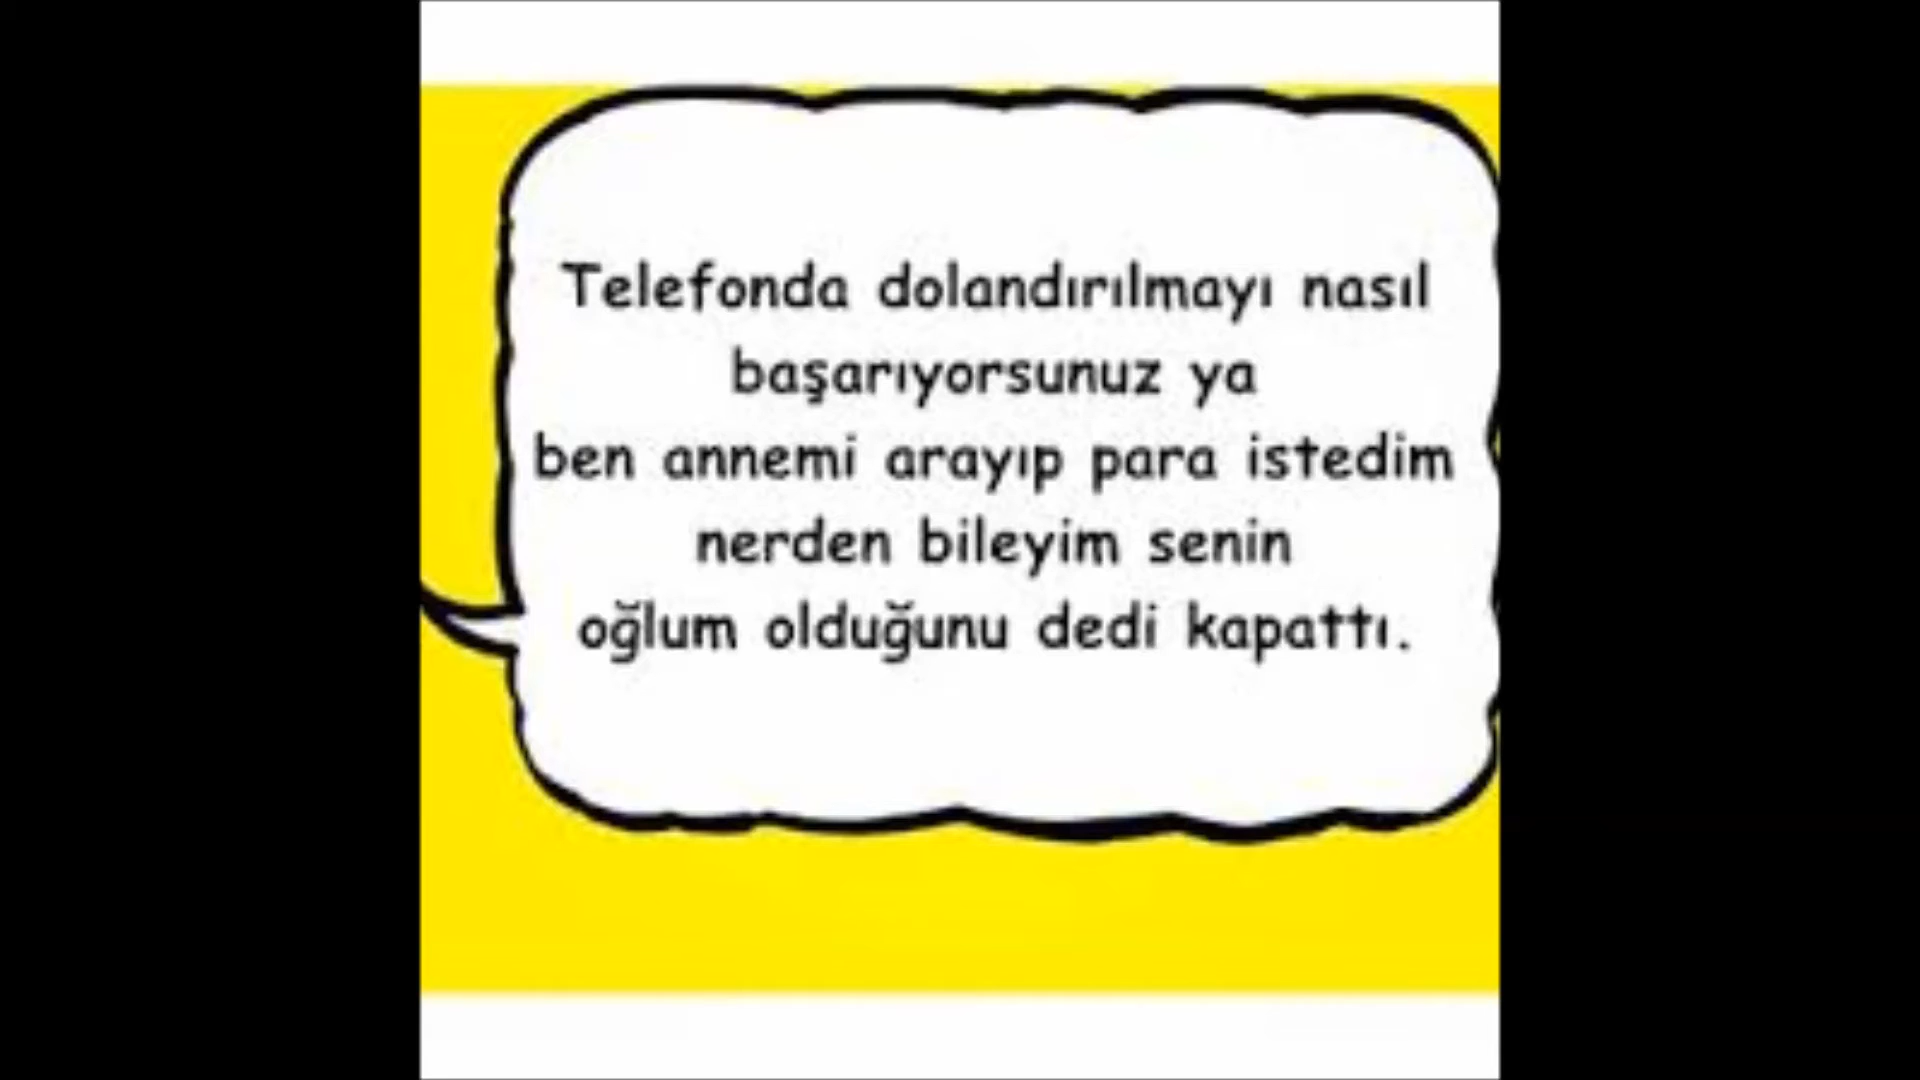 Telefonda dolandırılmayı nasıl
başarıyorsunuz ya
ben annemi arayıp para istedim
nerden bileyim senin
oğlum olduğunu dedi kapattı.